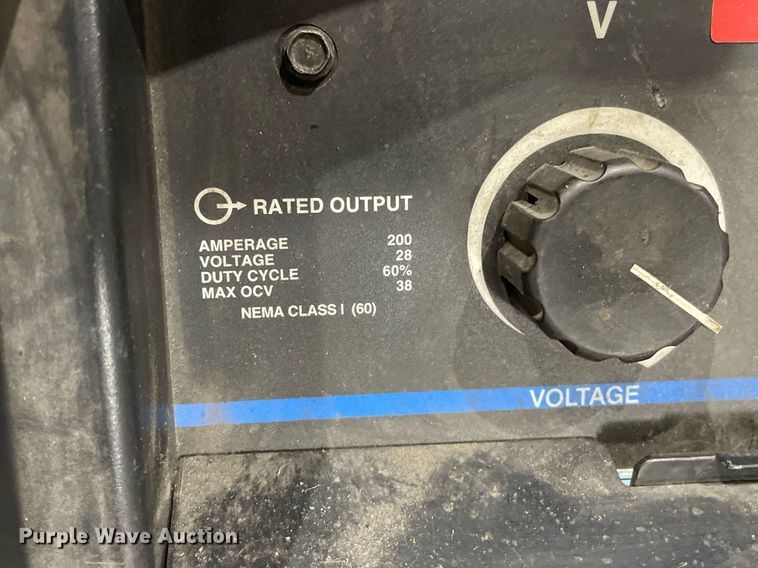 V
RATED OUTPUT
AMPERAGE 200
VOLTAGE 28
DUTY CYCLE 60%
MAX OCV 38
NEMA CLASS I (60)
VOLTAGE
Purple Wave Auction